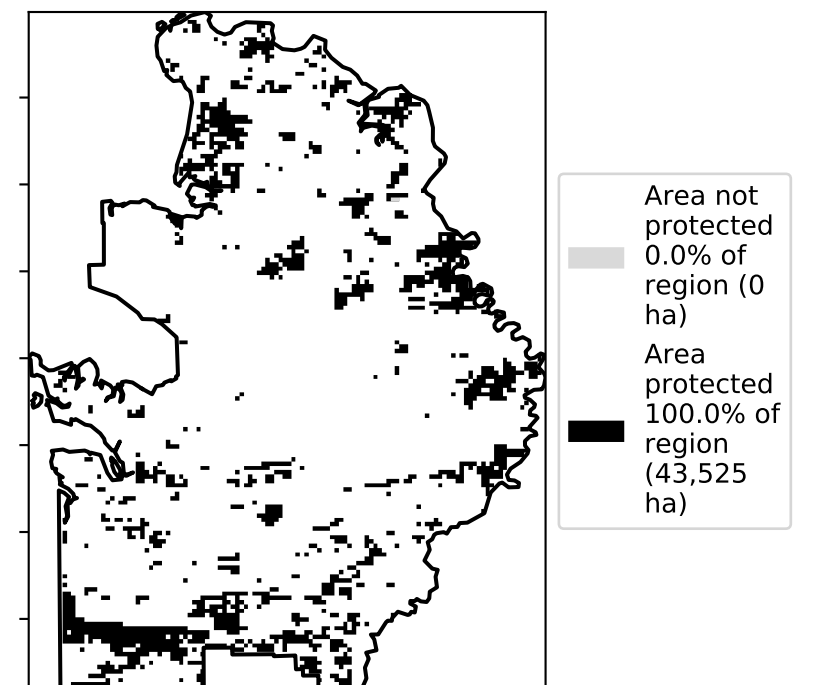 Area not
protected
0.0% of
region (0
ha)
Area
protected
100.0% of
region
(43,525
ha)